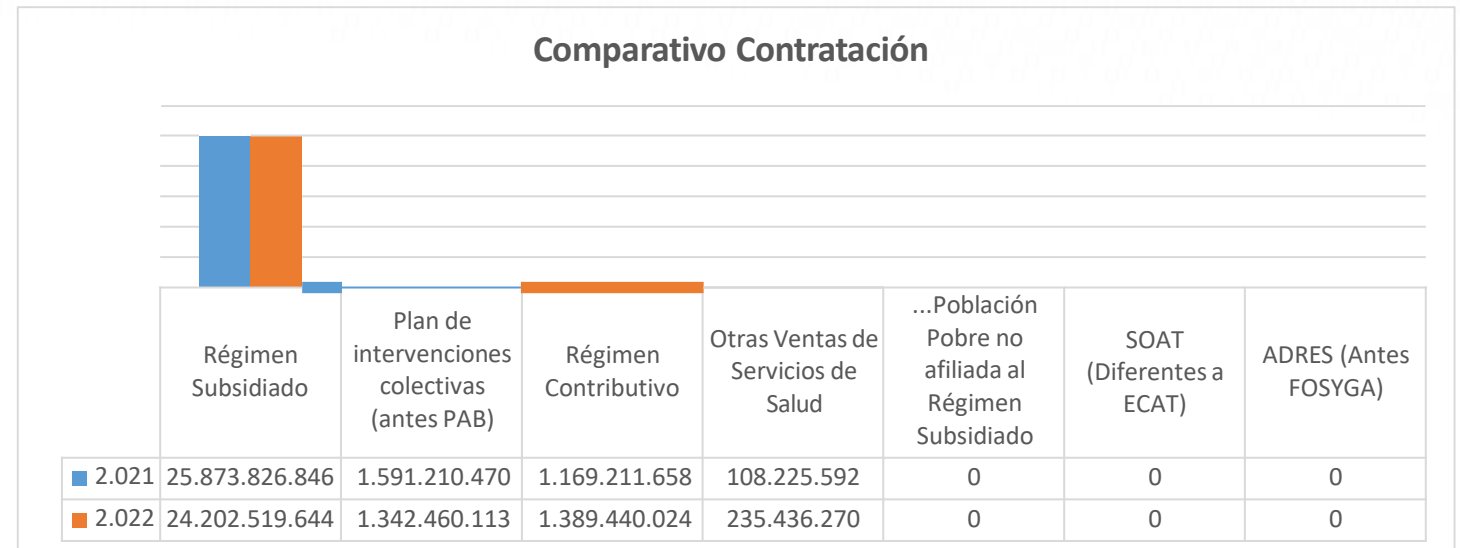 Comparativo Contratación
Régimen
Subsidiado
Plan de
intervenciones
colectivas
(antes PAB)
Régimen
Contributivo
Otras Ventas de
Servicios de
Salud
...Población
Pobre no
afiliada al
Régimen
Subsidiado
SOAT
(Diferentes a
ECAT)
ADRES (Antes
FOSYGA)
2.021 25.873.826.846 1.591.210.470 1.169.211.658 108.225.592 0 0 0
2.022 24.202.519.644 1.342.460.113 1.389.440.024 235.436.270 0 0 0